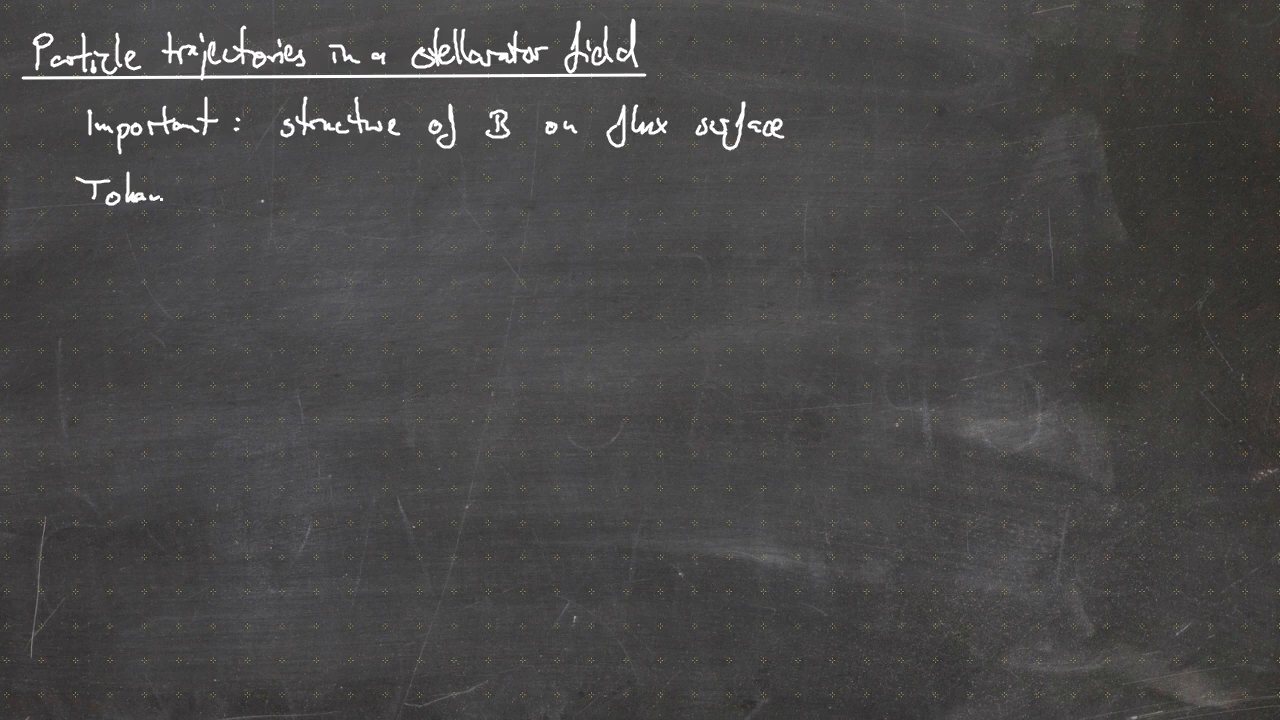 Particle trajectories in a stellarator field
Important: structure of B on flux surface
Tokam